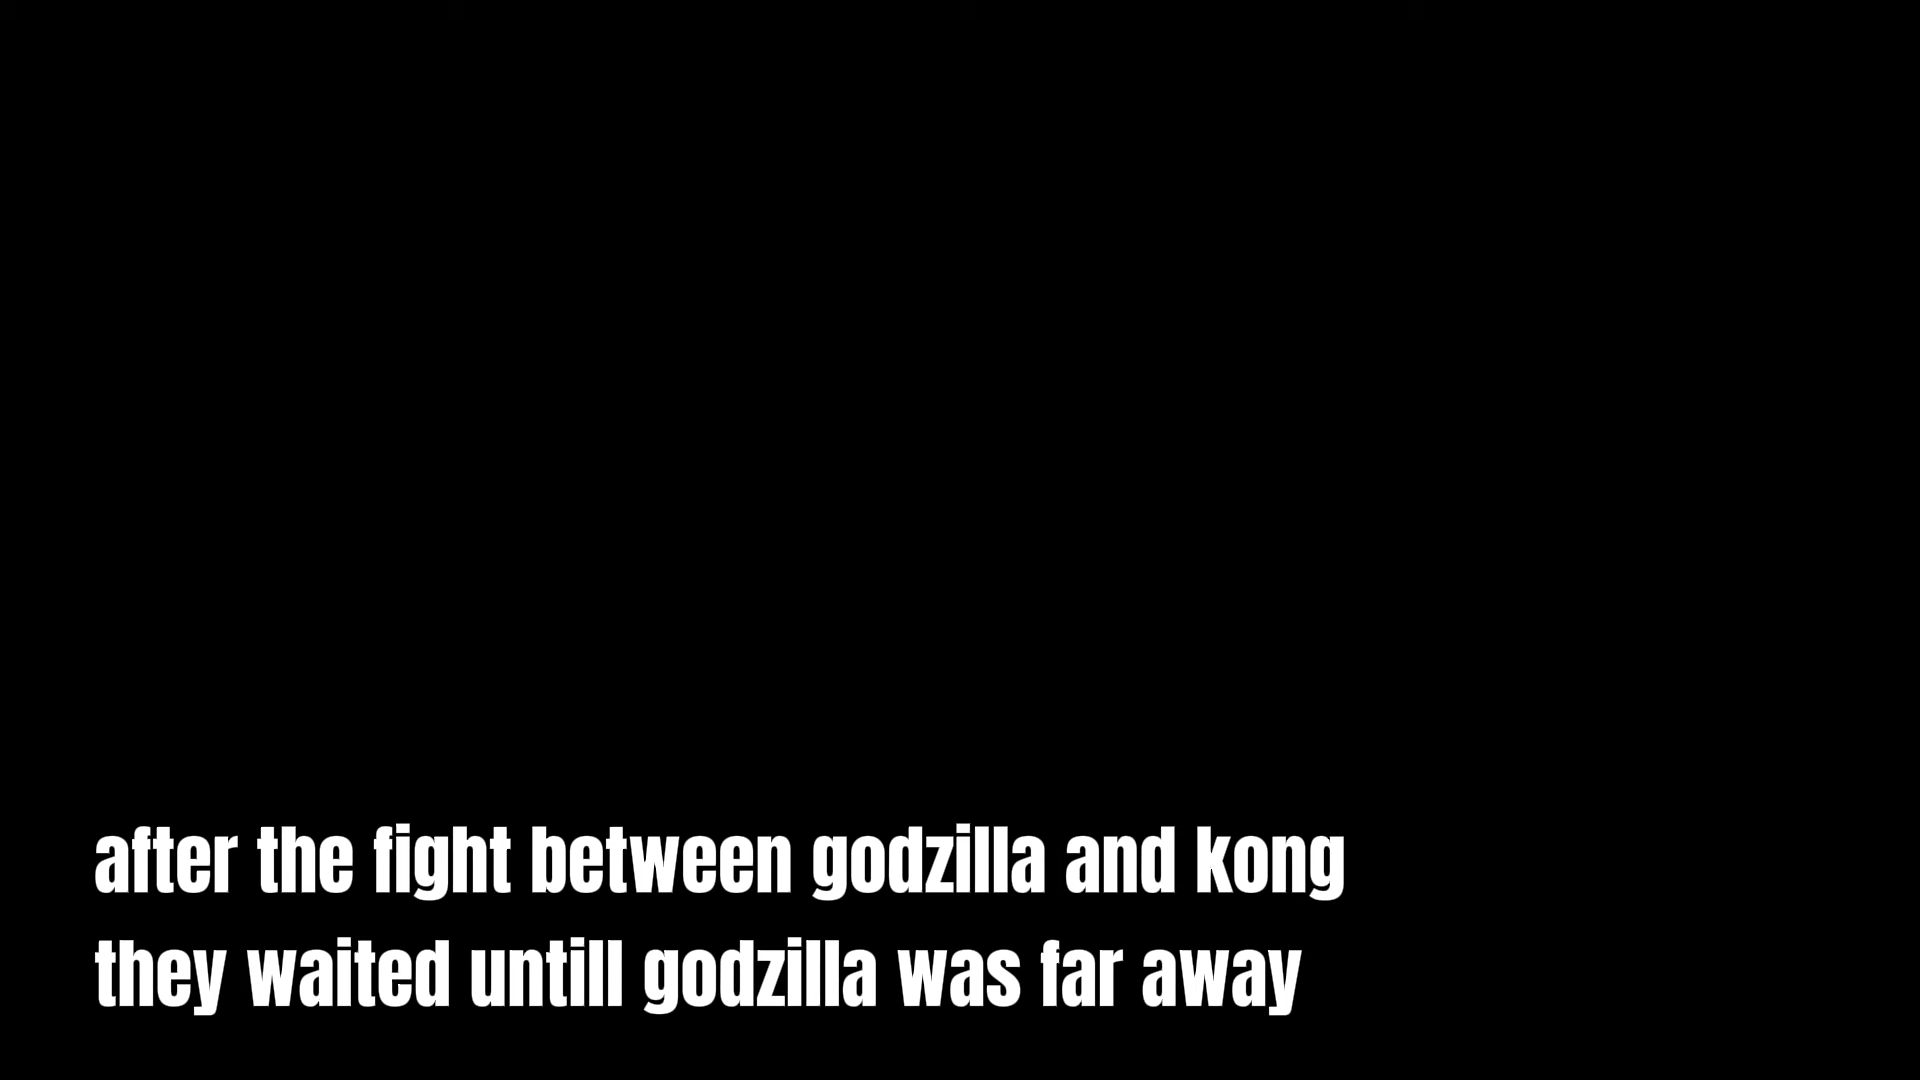 after the fight between godzilla and kong
they waited untill godzilla was far away